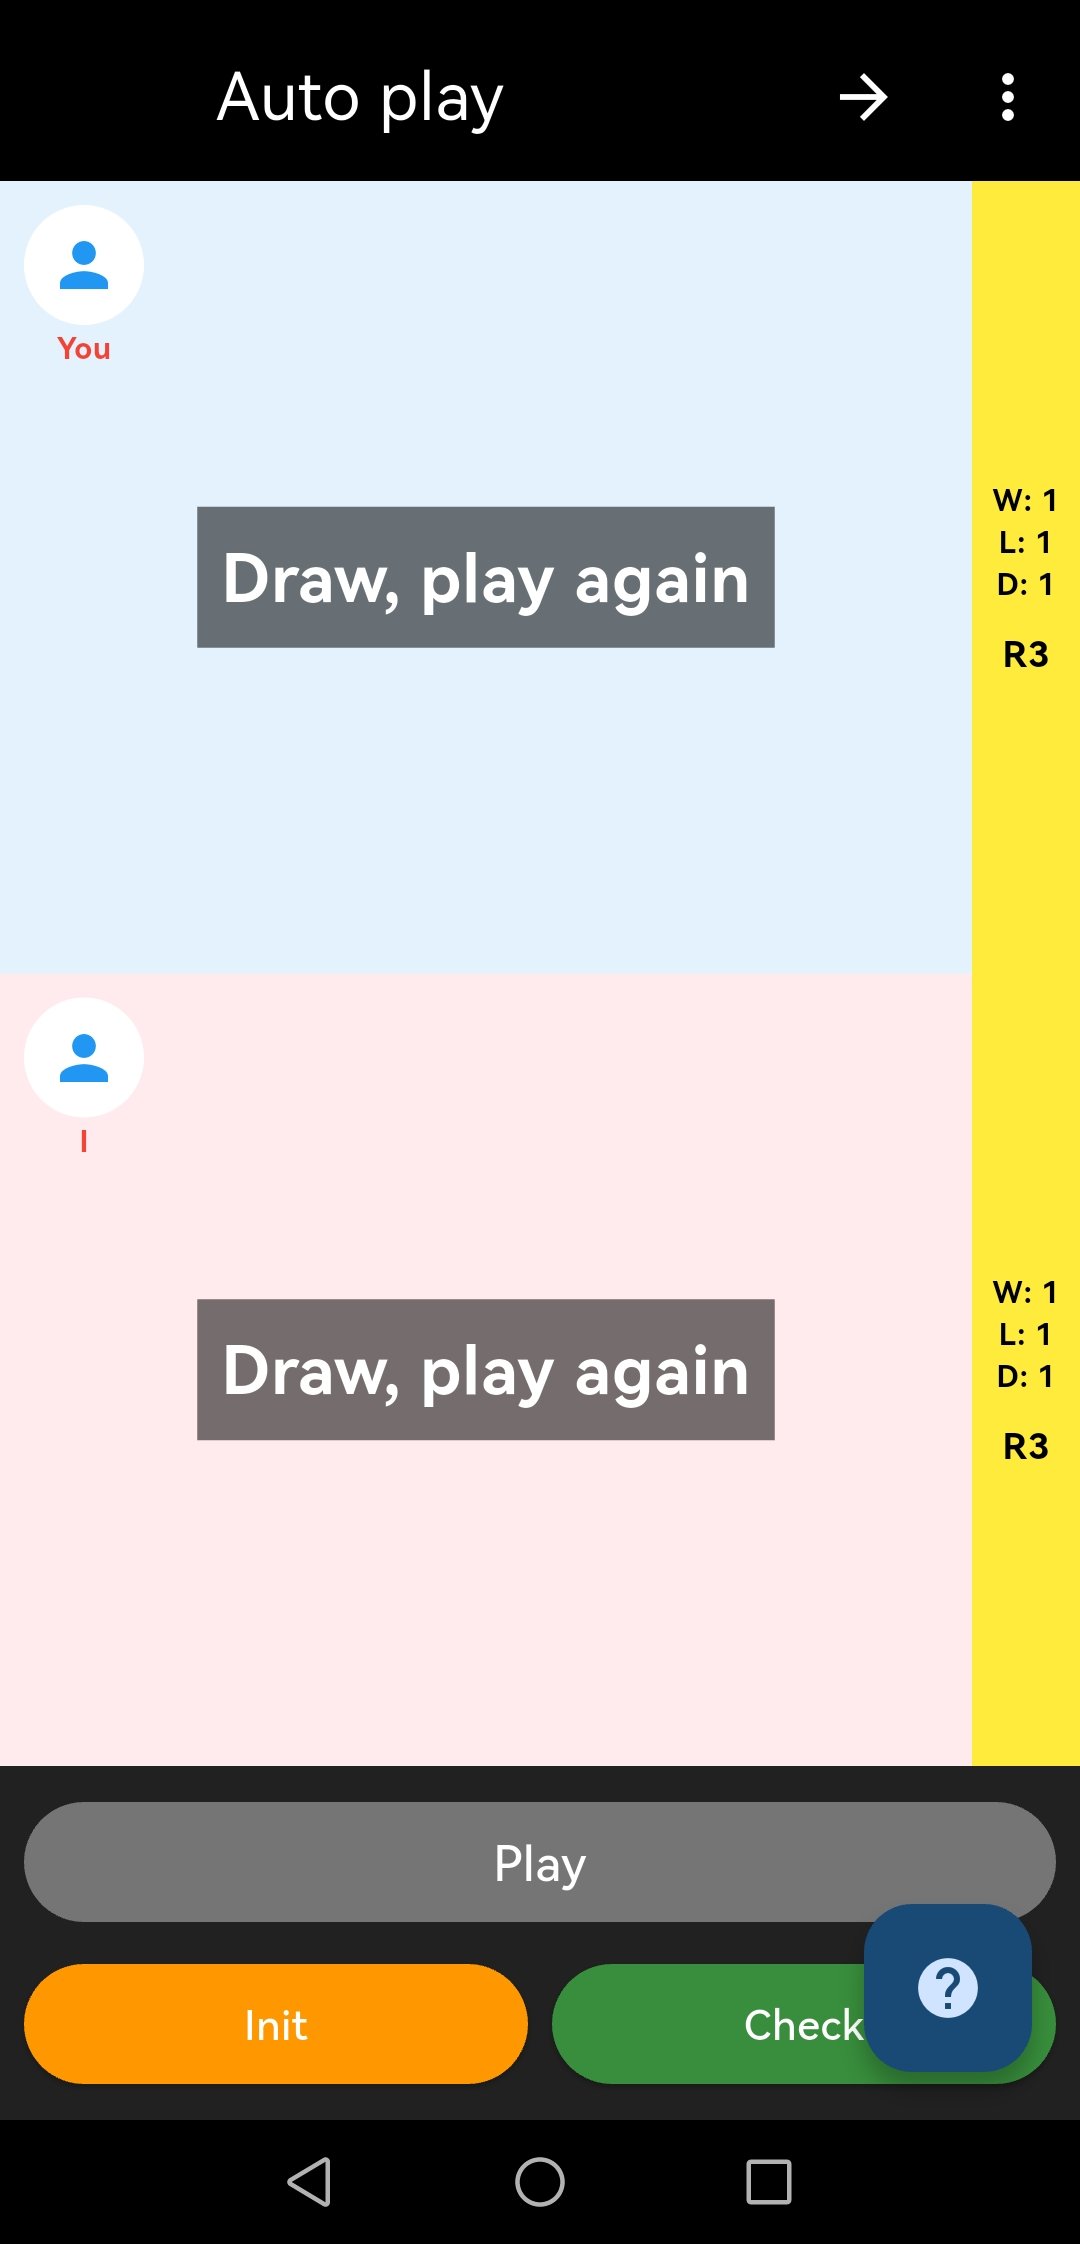 Auto play
You
Draw, play again
W: 1
L: 1
D: 1
R3
I
Draw, play again
W: 1
L: 1
D: 1
R3
Play
Init
Check